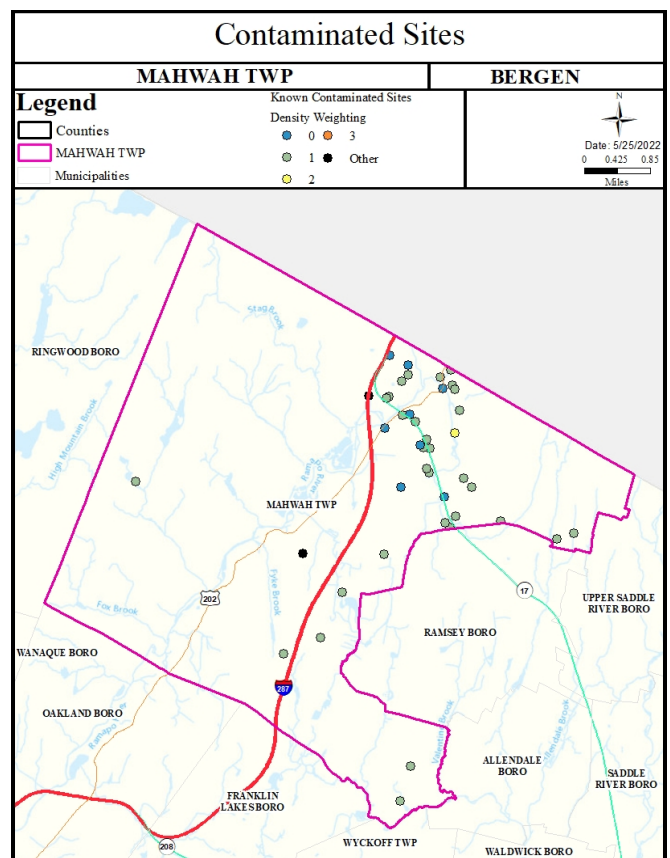 Contaminated Sites
MAHWAH TWP
BERGEN
Legend
Counties
MAHWAH TWP
Municipalities
Known Contaminated Sites
Density Weighting
0 3
1 Other
2
N
Date: 5/25/2022
0 0.425 0.85
Miles
Stag Brook
RINGWOOD BORO
High Mountain Brook
MAHWAH TWP
Fyke Brook
202
Fox Brook
17
UPPER SADDLE
RIVER BORO
RAMSEY BORO
WANAQUE BORO
287
OAKLAND BORO
ALLENDALE
BORO
SADDLE
RIVER BORO
FRANKLIN
LAKES BORO
208
WYCKOFF TWP
WALDWICK BORO